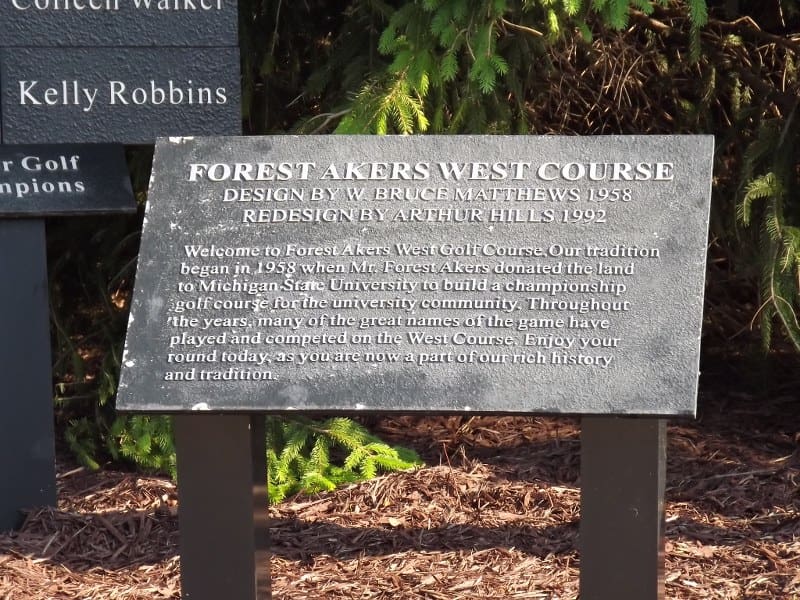 Colleen Walker
Kelly Robbins
r Golf
mpions
FOREST AKERS WEST COURSE
DESIGN BY W. BRUCE MATTHEWS 1958
REDESIGN BY ARTHUR HILLS 1992
Welcome to Forest Akers West Golf Course. Our tradition
began in 1958 when Mr. Forest Akers donated the land
to Michigan State University to build a championship
golf course for the university community. Throughout
the years, many of the great names of the game have
played and competed on the West Course. Enjoy your
round today, as you are now a part of our rich history
and tradition.